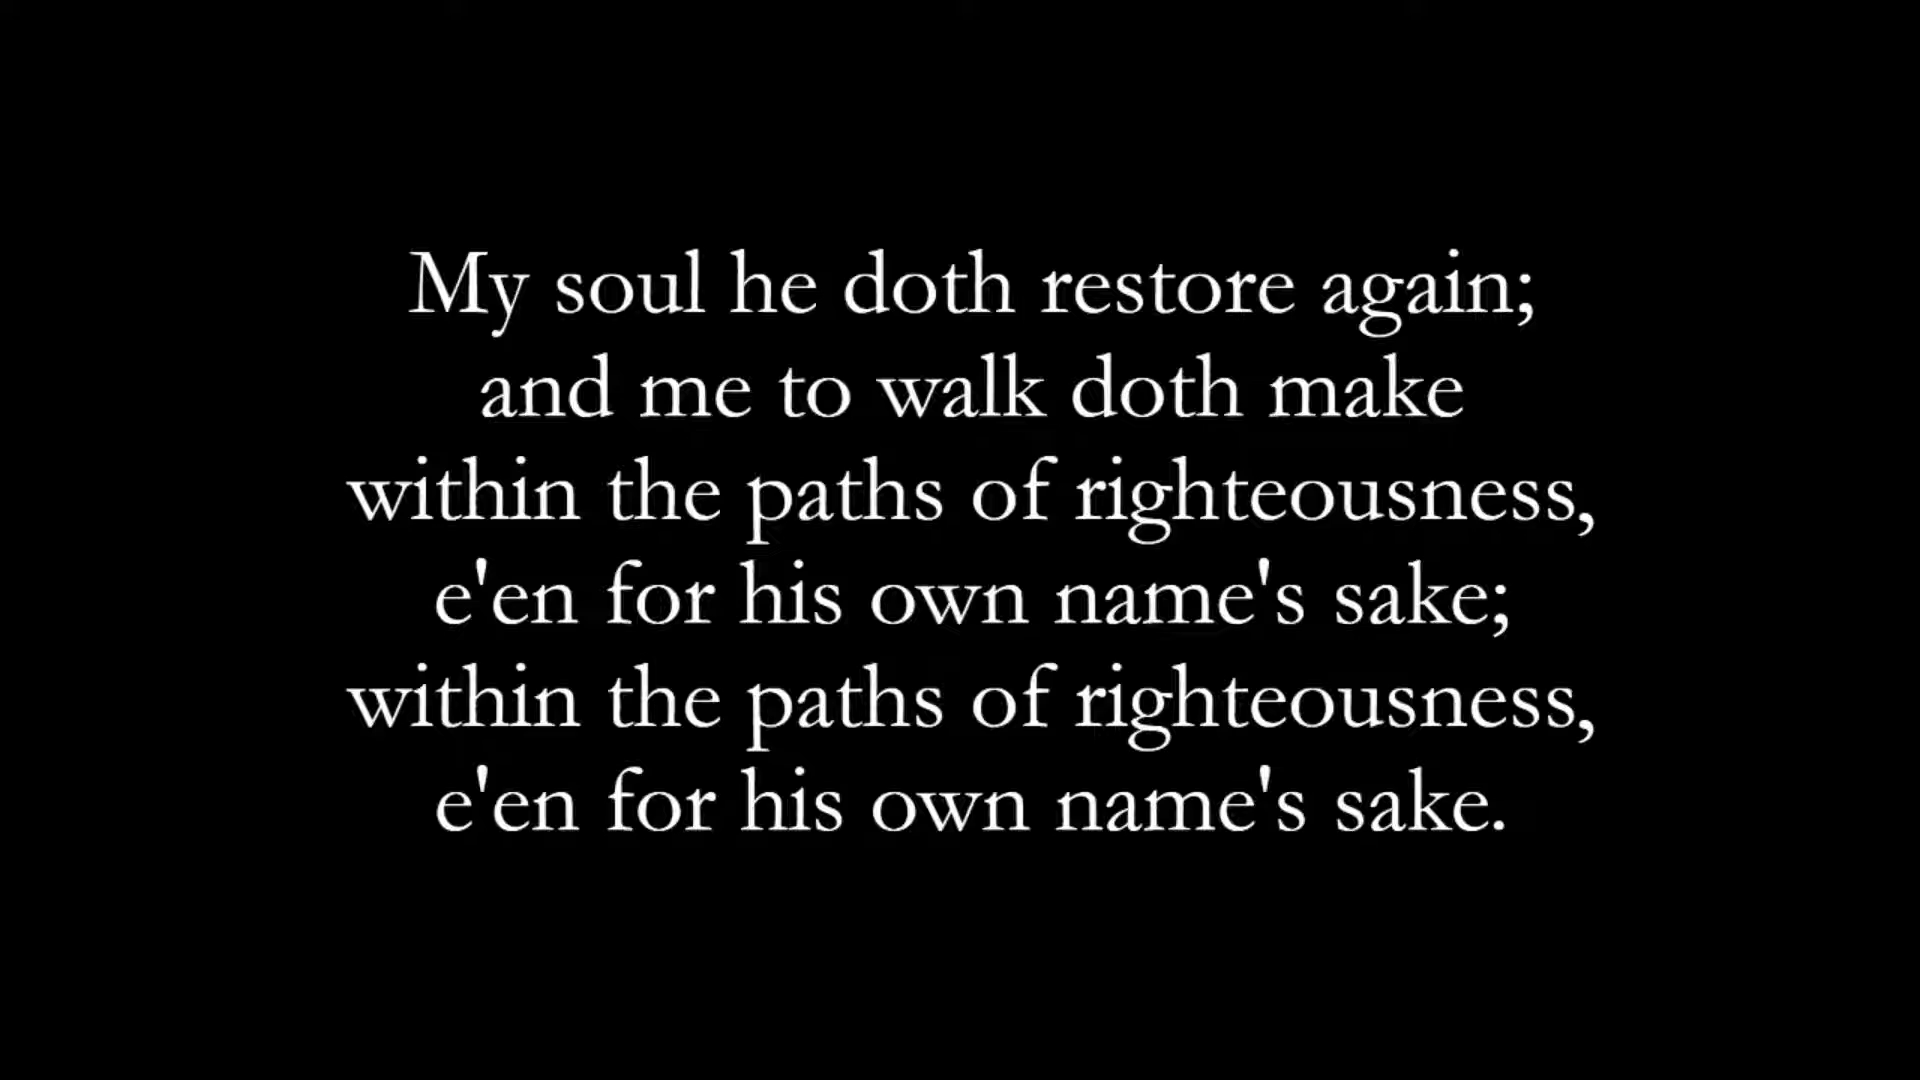 My soul he doth restore again;
and me to walk doth make
within the paths of righteousness,
e'en for his own name's sake;
within the paths of righteousness,
e'en for his own name's sake.